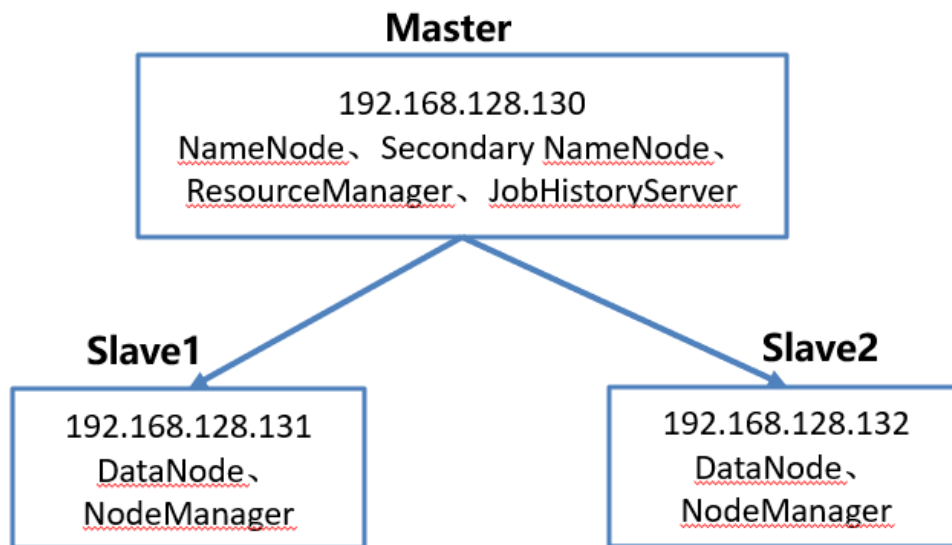 Master
192.168.128.130
NameNode、Secondary NameNode、
ResourceManager、JobHistoryServer
Slave1
192.168.128.131
DataNode、
NodeManager
Slave2
192.168.128.132
DataNode、
NodeManager